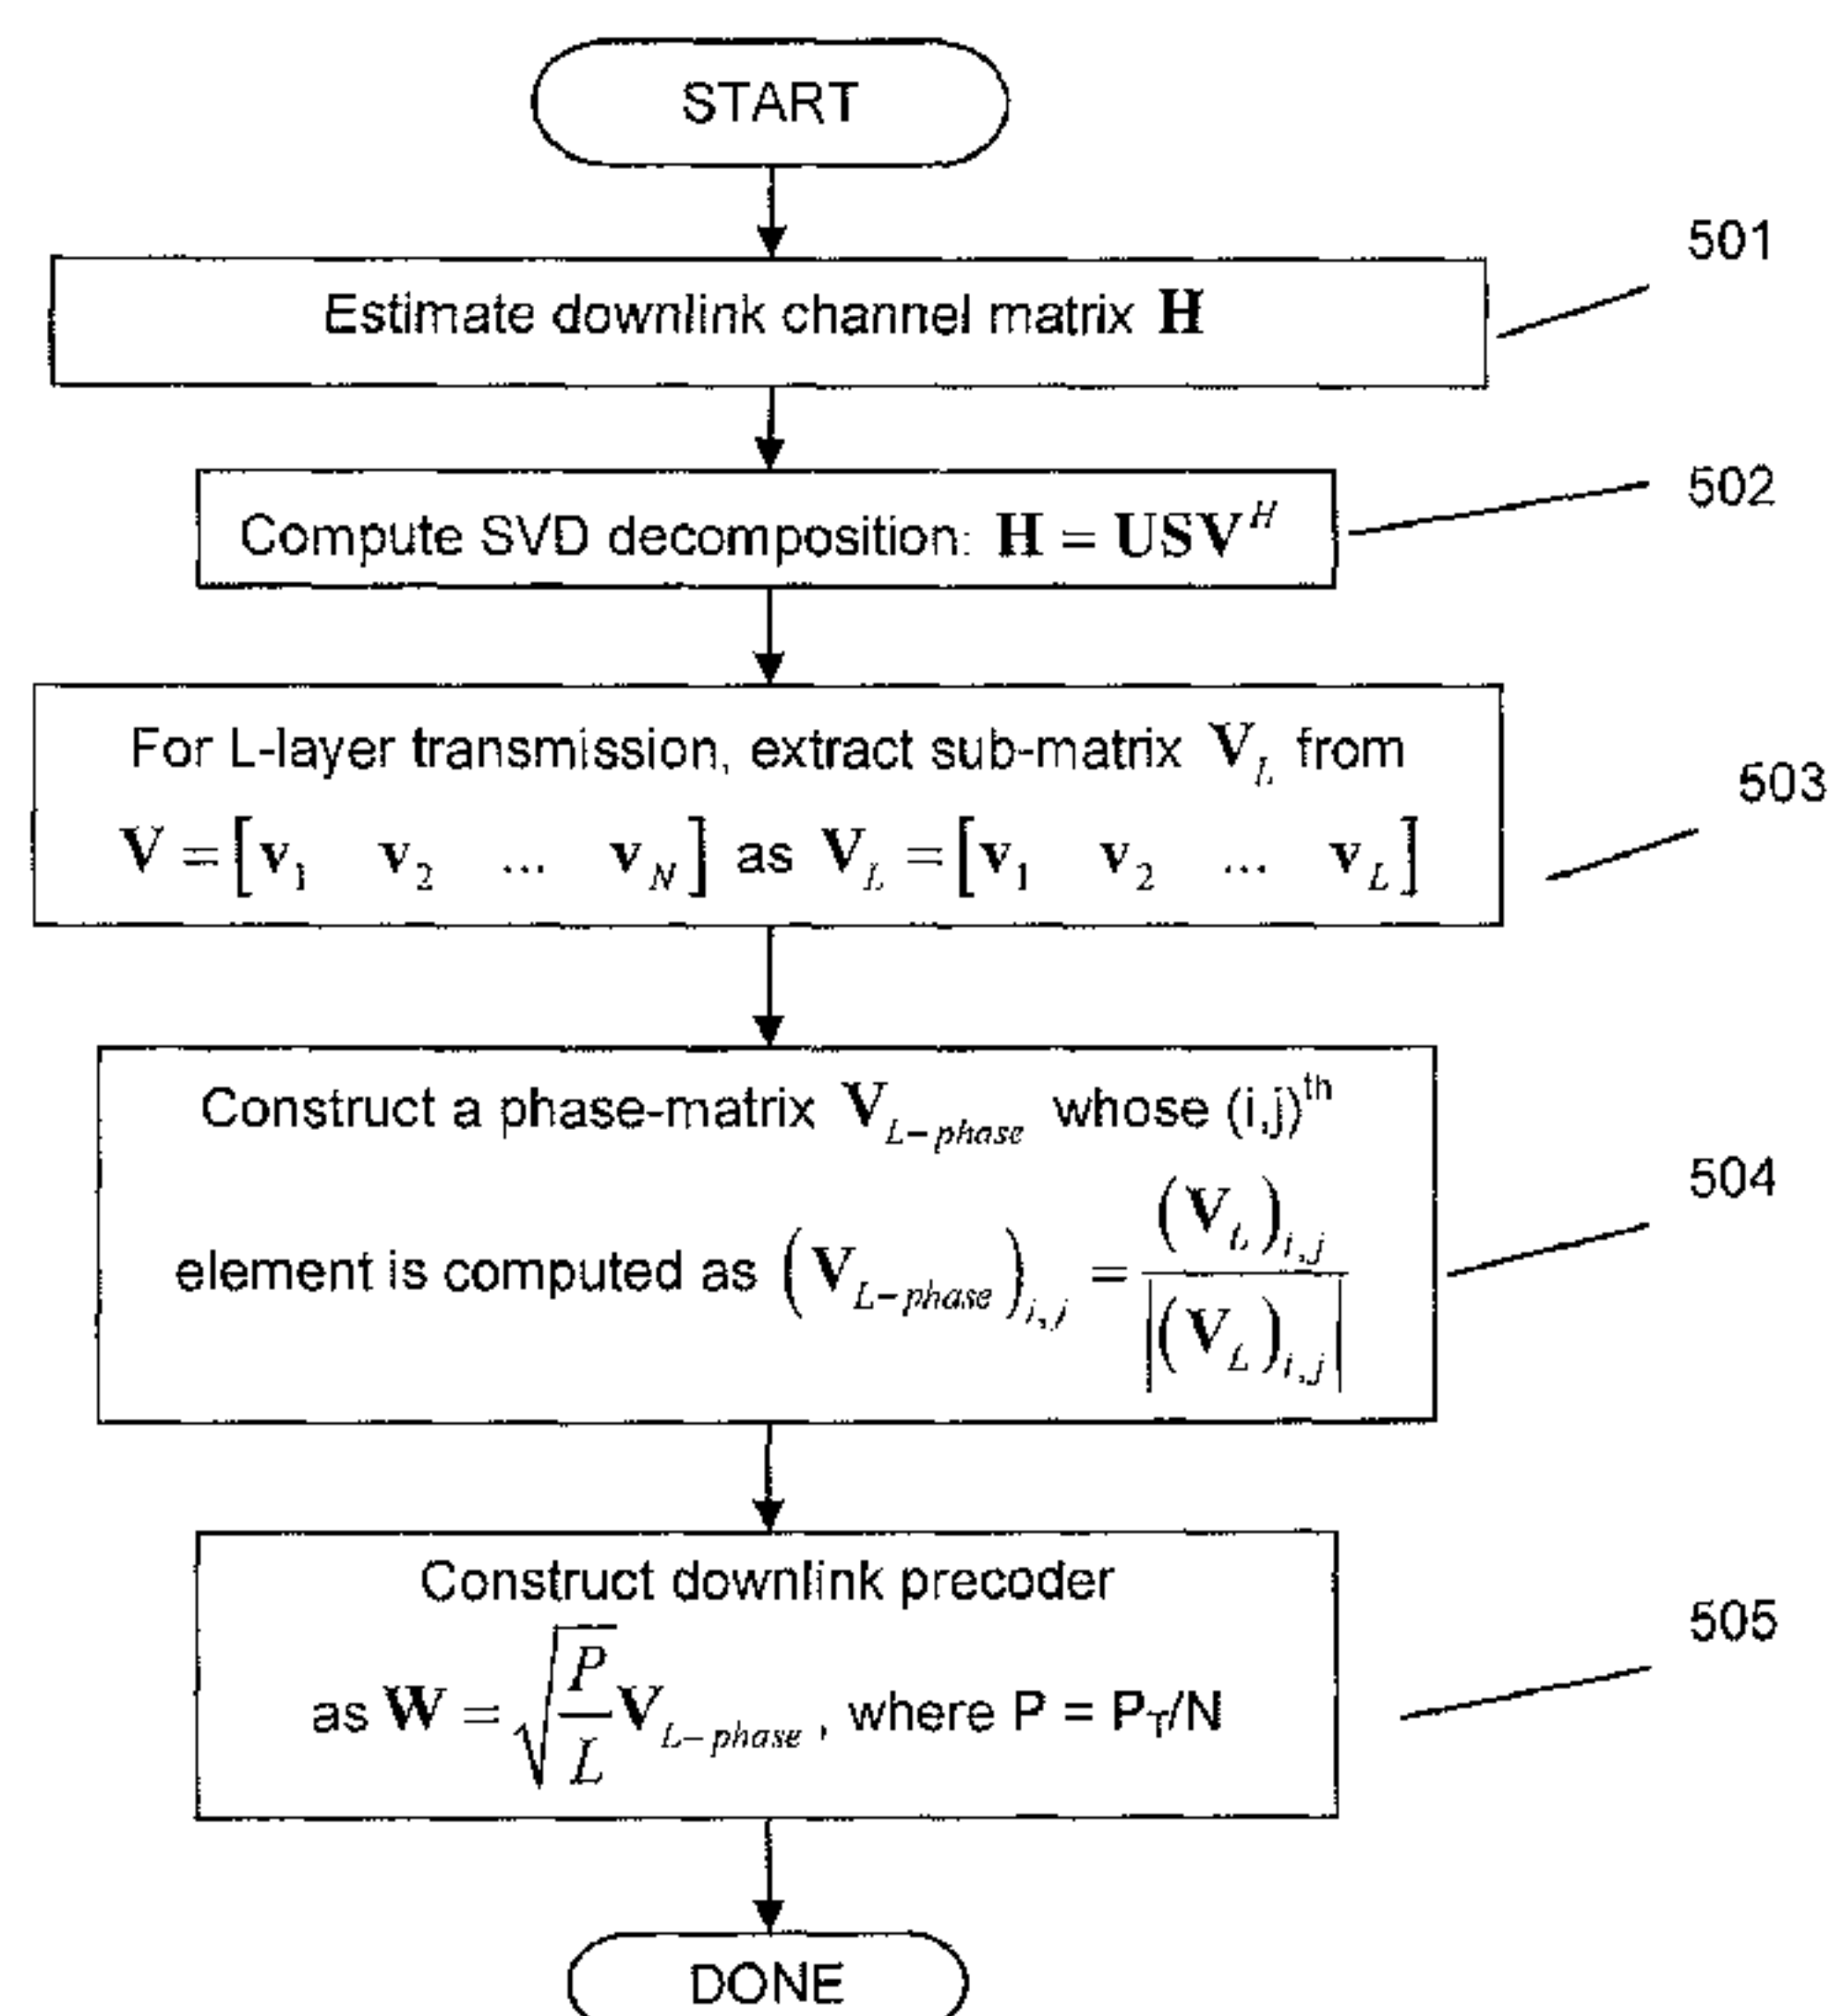 START
501
Estimate downlink channel matrix H
502
Compute SVD decomposition: H = USV^H
For L-layer transmission, extract sub-matrix V_L from
503
V = [v_1 v_2 ... v_N] as V_L = [v_1 v_2 ... v_L]
Construct a phase-matrix V_{L-phase} whose (i,j)^th
504
element is computed as (V_{L-phase})_{i,j} = (V_L)_{i,j} / |(V_L)_{i,j}|
Construct downlink precoder
505
as W = √(P/L) V_{L-phase}, where P = P_T/N
DONE